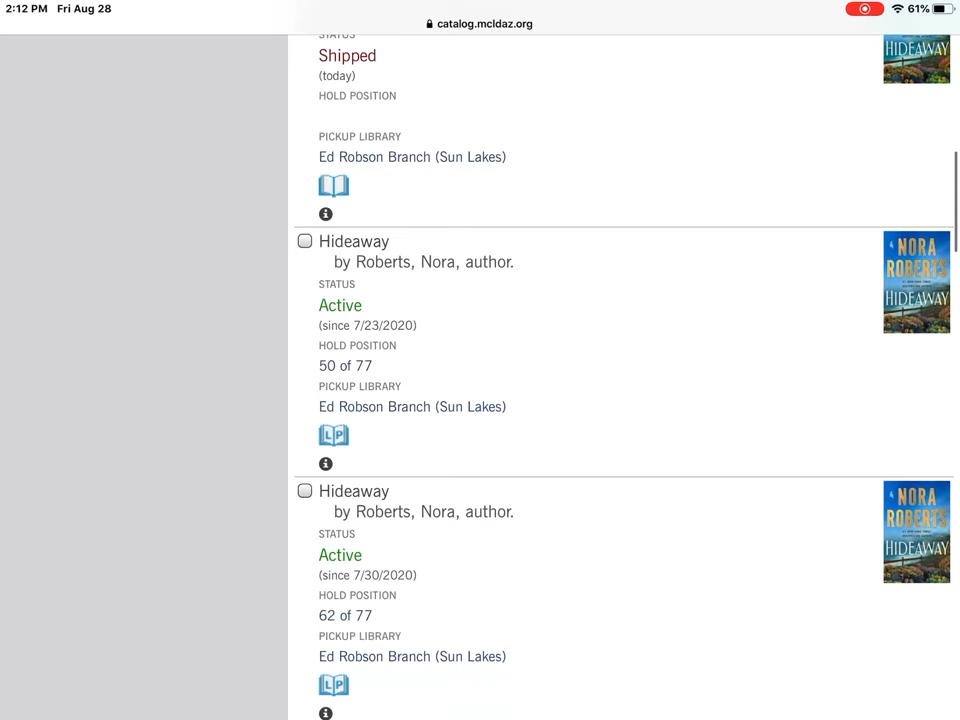 2:12 PM Fri Aug 28
61%
catalog.mcldaz.org
STATUS
Shipped
(today)
HOLD POSITION
PICKUP LIBRARY
Ed Robson Branch (Sun Lakes)
HIDEAWAY
Hideaway
by Roberts, Nora, author.
STATUS
Active
(since 7/23/2020)
HOLD POSITION
50 of 77
PICKUP LIBRARY
Ed Robson Branch (Sun Lakes)
LP
NORA
ROBERTS
HIDEAWAY
Hideaway
by Roberts, Nora, author.
STATUS
Active
(since 7/30/2020)
HOLD POSITION
62 of 77
PICKUP LIBRARY
Ed Robson Branch (Sun Lakes)
LP
NORA
ROBERTS
HIDEAWAY